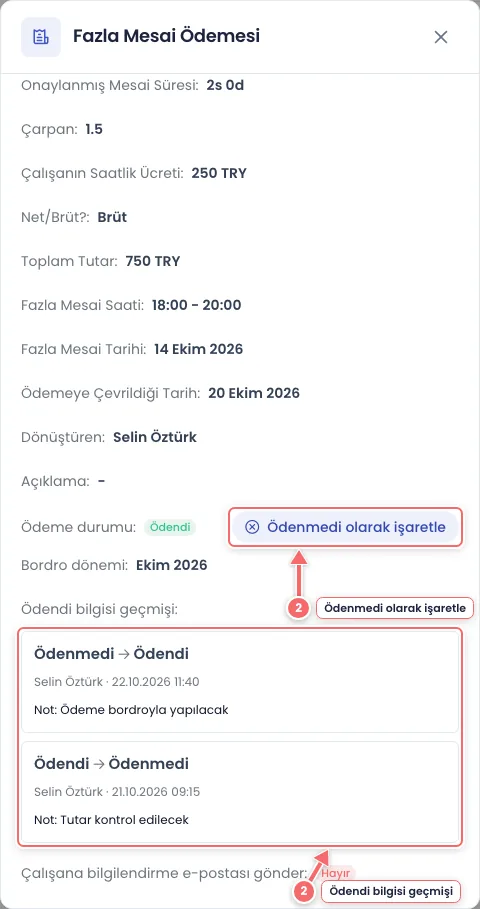 Fazla Mesai Ödemesi
Onaylanmış Mesai Süresi: 2s 0d
Çarpan: 1.5
Çalışanın Saatlik Ücreti: 250 TRY
Net/Brüt?: Brüt
Toplam Tutar: 750 TRY
Fazla Mesai Saati: 18:00 - 20:00
Fazla Mesai Tarihi: 14 Ekim 2026
Ödemeye Çevrildiği Tarih: 20 Ekim 2026
Dönüştüren: Selin Öztürk
Açıklama: -
Ödeme durumu: Ödendi Ödenmedi olarak işaretle
Bordro dönemi: Ekim 2026
2 Ödenmedi olarak işaretle
Ödendi bilgisi geçmişi:
Ödenmedi → Ödendi
Selin Öztürk · 22.10.2026 11:40
Not: Ödeme bordroyla yapılacak
Ödendi → Ödenmedi
Selin Öztürk · 21.10.2026 09:15
Not: Tutar kontrol edilecek
Çalışana bilgilendirme e-postası gönder: Hayır
2 Ödendi bilgisi geçmişi